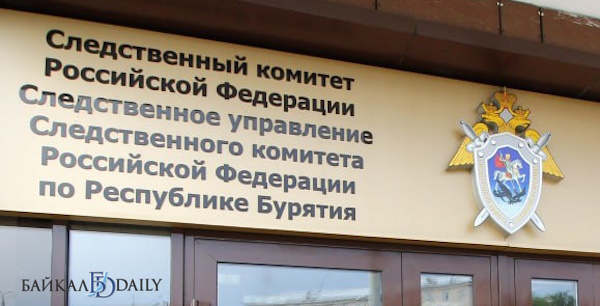 Следственный комитет
Российской Федерации
Следственное управление
Следственного комитета
Российской Федерации
по Республике Бурятия
БАЙКАЛ DAILY